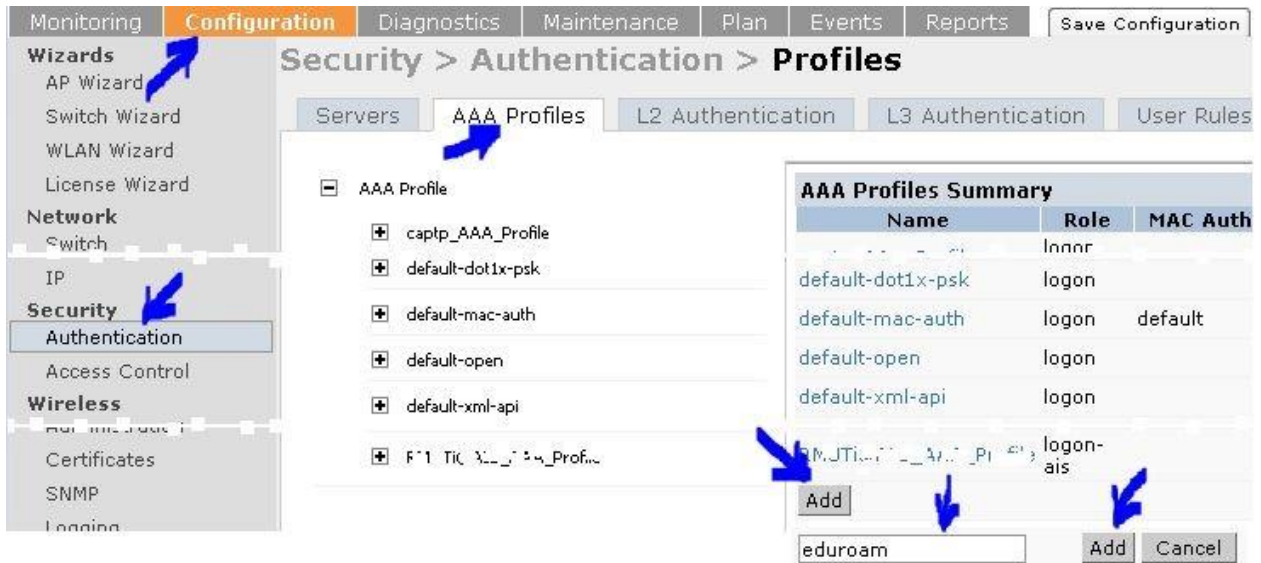 Monitoring Configuration Diagnostics Maintenance Plan Events Reports Save Configuration
Security > Authentication > Profiles
Wizards
AP Wizard
Switch Wizard
WLAN Wizard
License Wizard
Network
Switch
IP
Security
Authentication
Access Control
Wireless
Certificates
SNMP
Logging
Servers AAA Profiles L2 Authentication L3 Authentication User Rules
AAA Profile
captp_AAA_Profile
default-dot1x-psk
default-mac-auth
default-open
default-xml-api
AAA Profiles Summary
Name Role MAC Auth
logon
default-dot1x-psk logon
default-mac-auth logon default
default-open logon
default-xml-api logon
logon-
ais
Add
eduroam Add Cancel